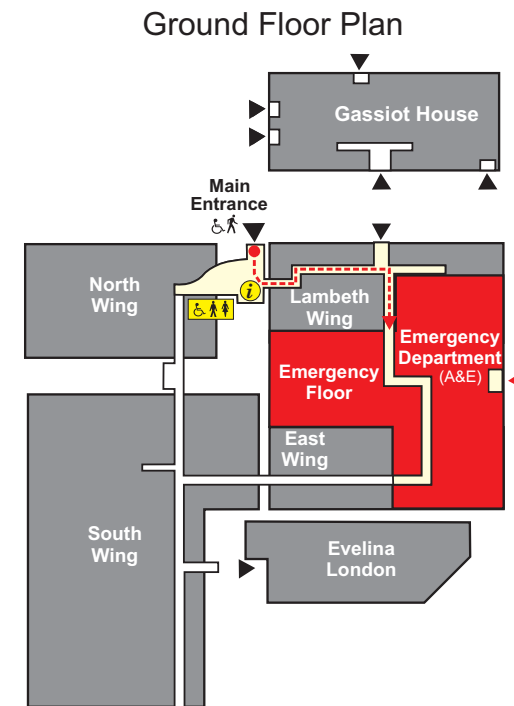 Ground Floor Plan
Gassiot House
Main
Entrance
North
Wing
i
Lambeth
Wing
Emergency
Department
(A&E)
Emergency
Floor
East
Wing
South
Wing
Evelina
London